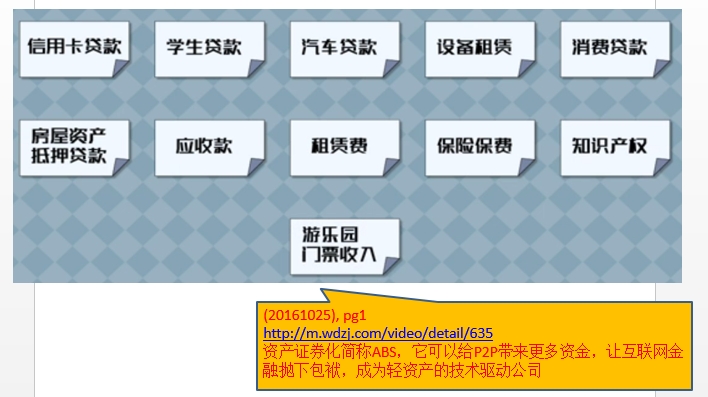 信用卡贷款
学生贷款
汽车贷款
设备租赁
消费贷款
房屋资产
抵押贷款
应收款
租赁费
保险保费
知识产权
游乐园
门票收入
(20161025), pg1
http://m.wdzj.com/video/detail/635
资产证券化简称ABS，它可以给P2P带来更多资金，让互联网金
融抛下包袱，成为轻资产的技术驱动公司